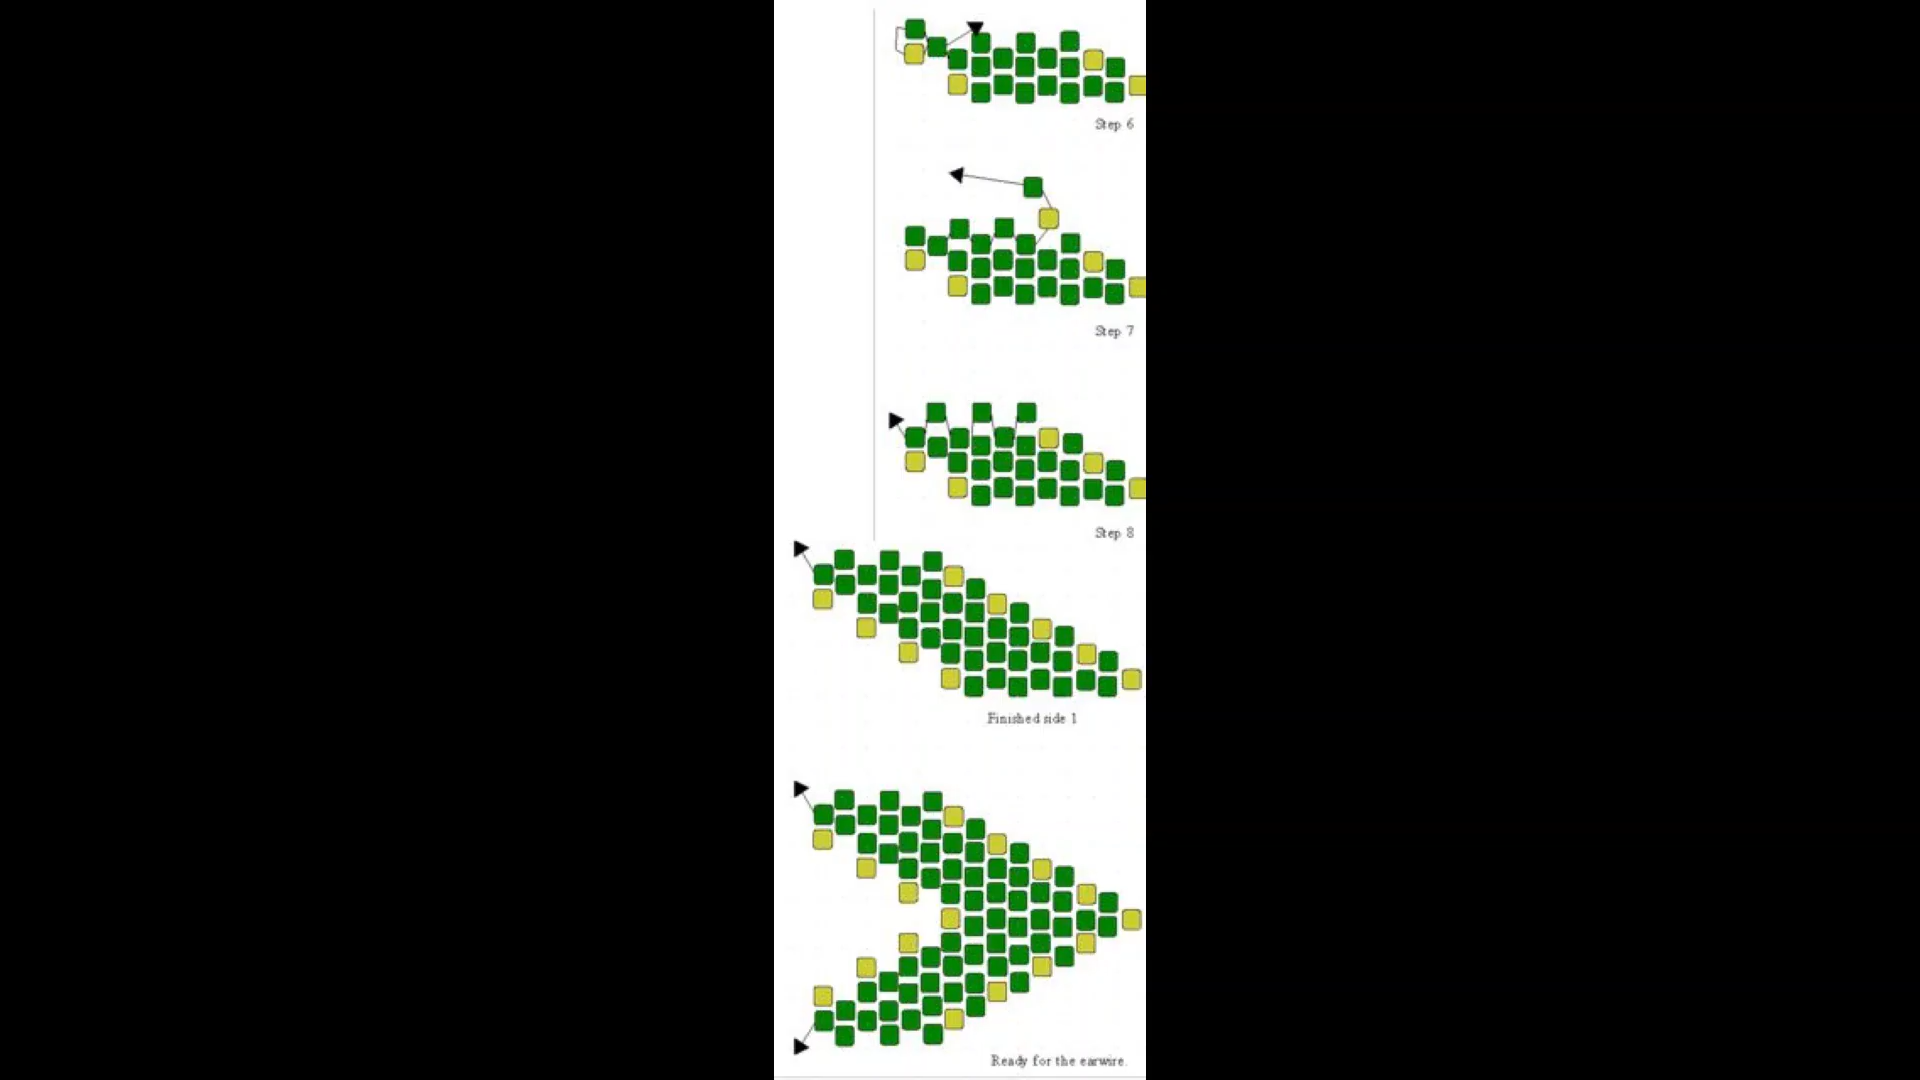 Step 6
Step 7
Step 8
Finished side 1
Ready for the earwire.